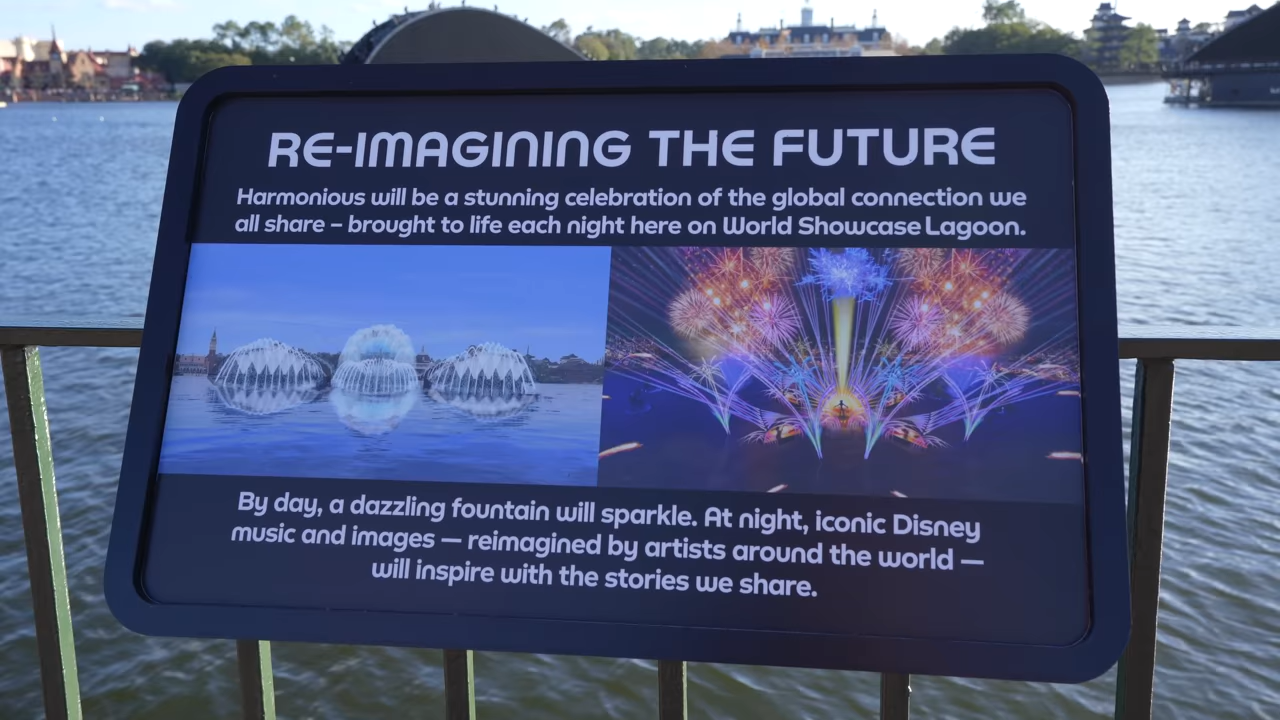 RE-IMAGINING THE FUTURE
Harmonious will be a stunning celebration of the global connection we
all share – brought to life each night here on World Showcase Lagoon.
By day, a dazzling fountain will sparkle. At night, iconic Disney
music and images — reimagined by artists around the world —
will inspire with the stories we share.